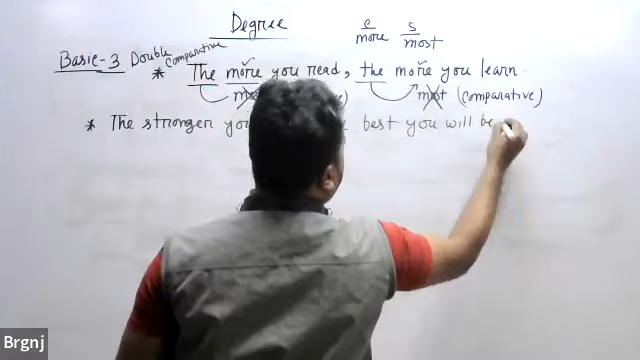 Degree
c
more
s
most
Basic-3 Double Comparative
* The more you read, the more you learn.
most (comparative)
* The stronger you best you will be
Brgnj